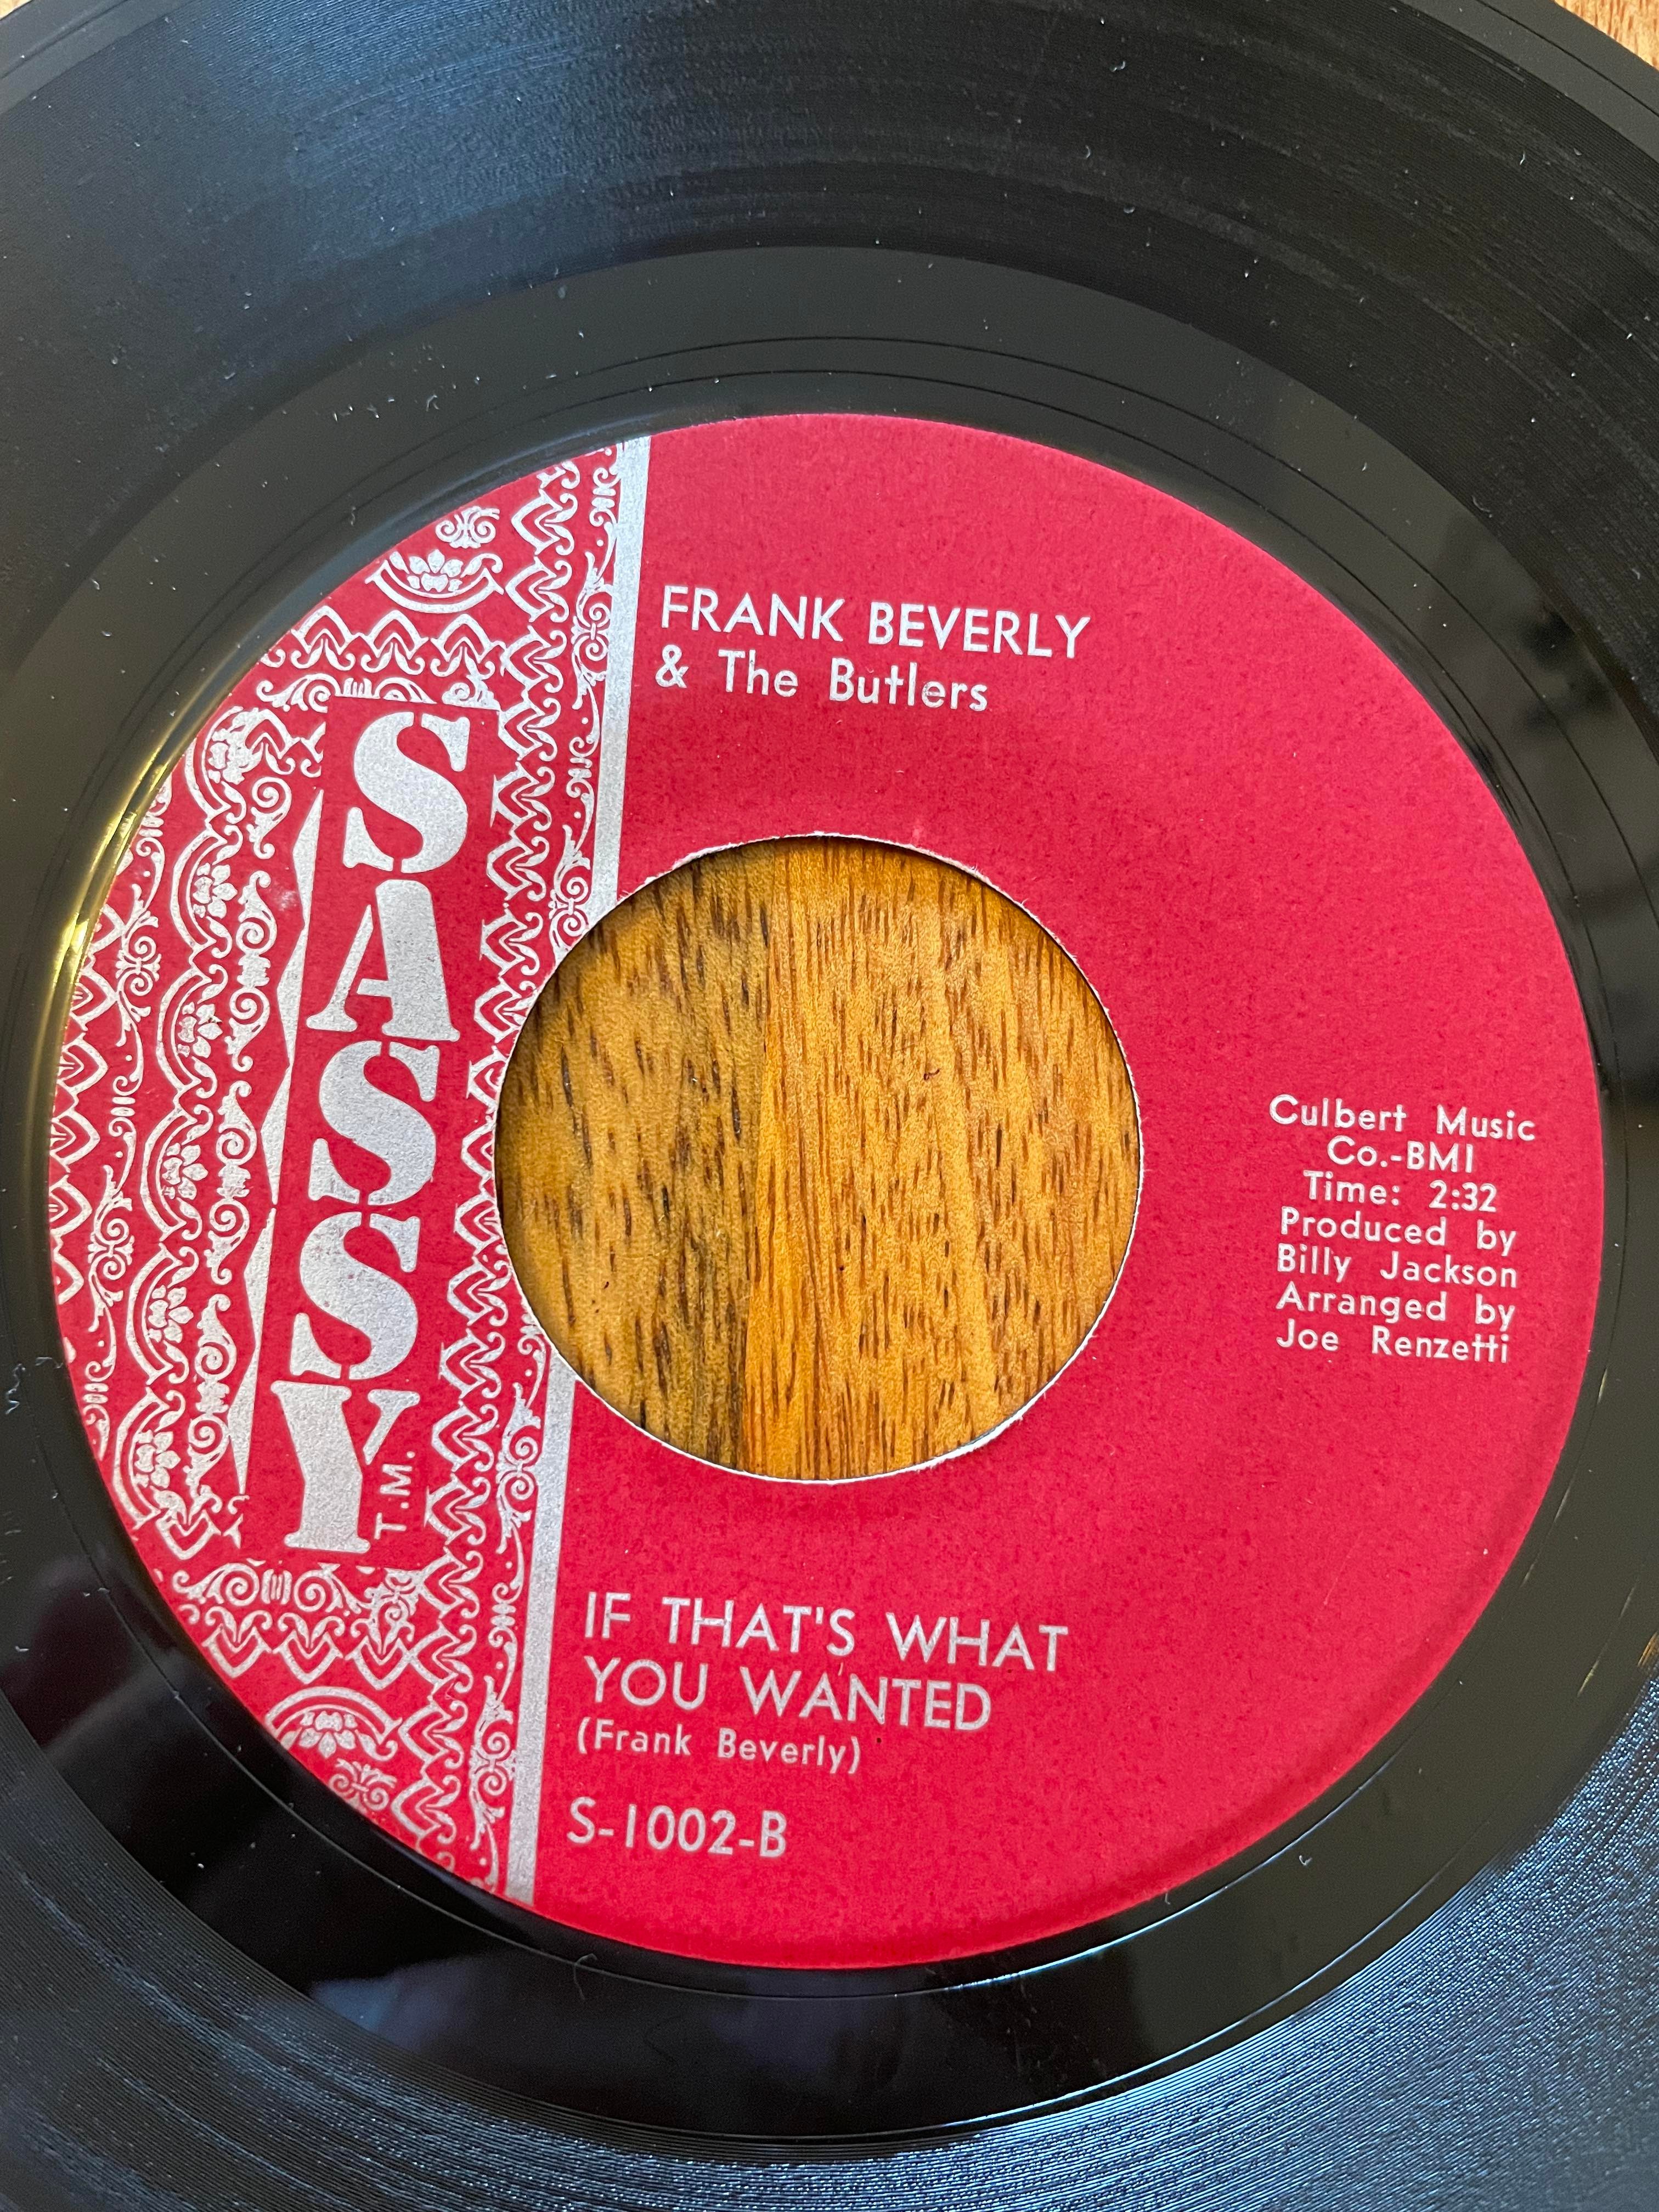 FRANK BEVERLY
& The Butlers
SASSY
T.M.
Culbert Music
Co.-BMI
Time: 2:32
Produced by
Billy Jackson
Arranged by
Joe Renzetti
IF THAT'S WHAT
YOU WANTED
(Frank Beverly)
S-1002-B